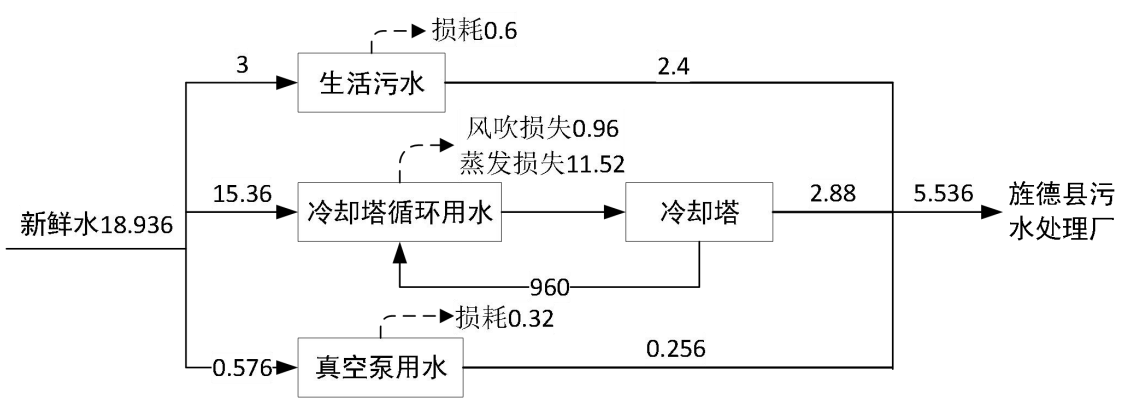 损耗0.6
3
生活污水
2.4
风吹损失0.96
蒸发损失11.52
15.36
冷却塔循环用水
冷却塔
2.88
5.536
旌德县污
水处理厂
新鲜水18.936
960
损耗0.32
0.576
真空泵用水
0.256